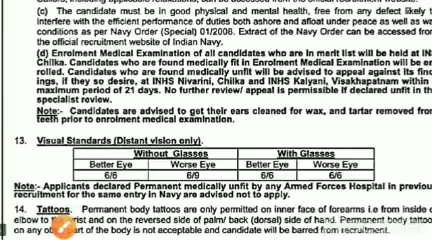 (c) The candidate must be in good physical and mental health, free from any defect likely
interfere with the efficient performance of duties both ashore and afloat under peace as well as wa
conditions as per Navy Order (Special) 01/2008. Extract of the Navy Order can be accessed from
the official recruitment website of Indian Navy.
(d) Enrolment Medical Examination of all candidates who are in merit list will be held at IN
Chilka. Candidates who are found medically fit in Enrolment Medical Examination will be en
rolled. Candidates who are found medically unfit will be advised to appeal against its find
ings, if they so desire, at INHS Nivarini, Chilka and INHS Kalyani, Visakhapatnam within
maximum period of 21 days. No further review/ appeal is permissible if declared unfit in th
specialist review.
Note:- Candidates are advised to get their ears cleaned for wax, and tartar removed from
teeth prior to enrolment medical examination.
13. Visual Standards (Distant vision only).
Without Glasses With Glasses
Better Eye Worse Eye Better Eye Worse Eye
6/6 6/9 6/6 6/6
Note:- Applicants declared Permanent medically unfit by any Armed Forces Hospital in previou
recruitment for the same entry in Navy are advised not to apply.
14. Tattoos. Permanent body tattoos are only permitted on inner face of forearms i.e from inside
elbow to rist and on the reversed side of palm/ back (dorsal) side of hand. Permanent body tattoo
on any ot part of the body is not acceptable and candidate will be barred from recruitment.